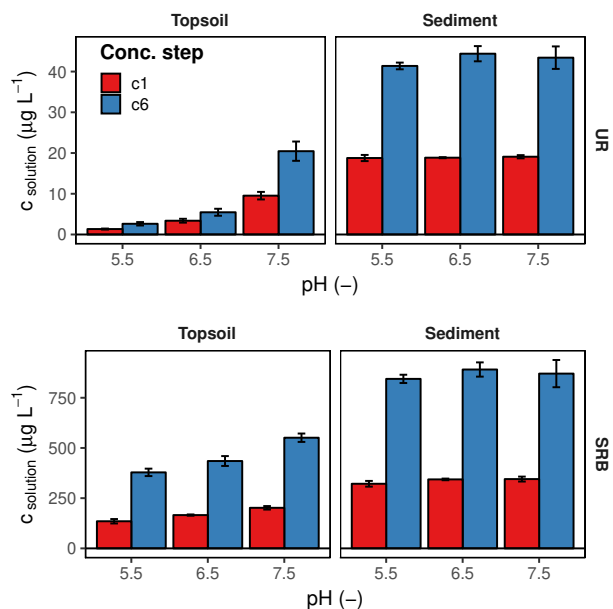 Topsoil Sediment
Conc. step
c1
c6
c solution (µg L⁻¹)
40
30
20
10
0
UR
5.5 6.5 7.5 5.5 6.5 7.5
pH (−)
Topsoil Sediment
c solution (µg L⁻¹)
750
500
250
0
SRB
5.5 6.5 7.5 5.5 6.5 7.5
pH (−)